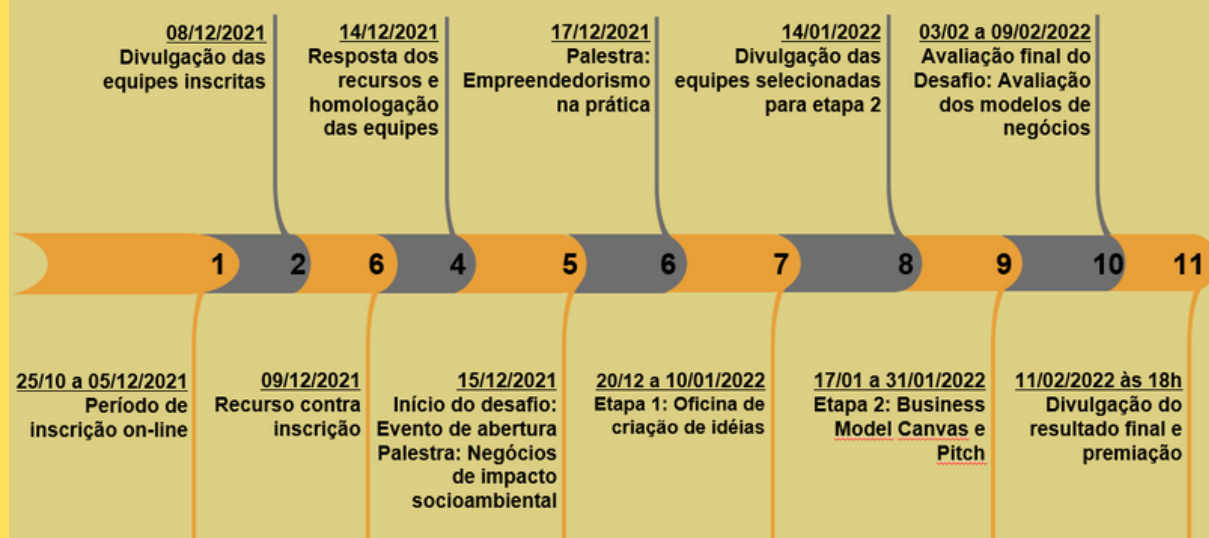 08/12/2021
Divulgação das
equipes inscritas
14/12/2021
Resposta dos
recursos e
homologação
das equipes
17/12/2021
Palestra:
Empreendedorismo
na prática
14/01/2022
Divulgação das
equipes selecionadas
para etapa 2
03/02 a 09/02/2022
Avaliação final do
Desafio: Avaliação
dos modelos de
negócios
1 2 6 4 5 6 7 8 9 10 11
25/10 a 05/12/2021
Período de
inscrição on-line
09/12/2021
Recurso contra
inscrição
15/12/2021
Início do desafio:
Evento de abertura
Palestra: Negócios
de impacto
socioambiental
20/12 a 10/01/2022
Etapa 1: Oficina de
criação de idéias
17/01 a 31/01/2022
Etapa 2: Business
Model Canvas e
Pitch
11/02/2022 às 18h
Divulgação do
resultado final e
premiação